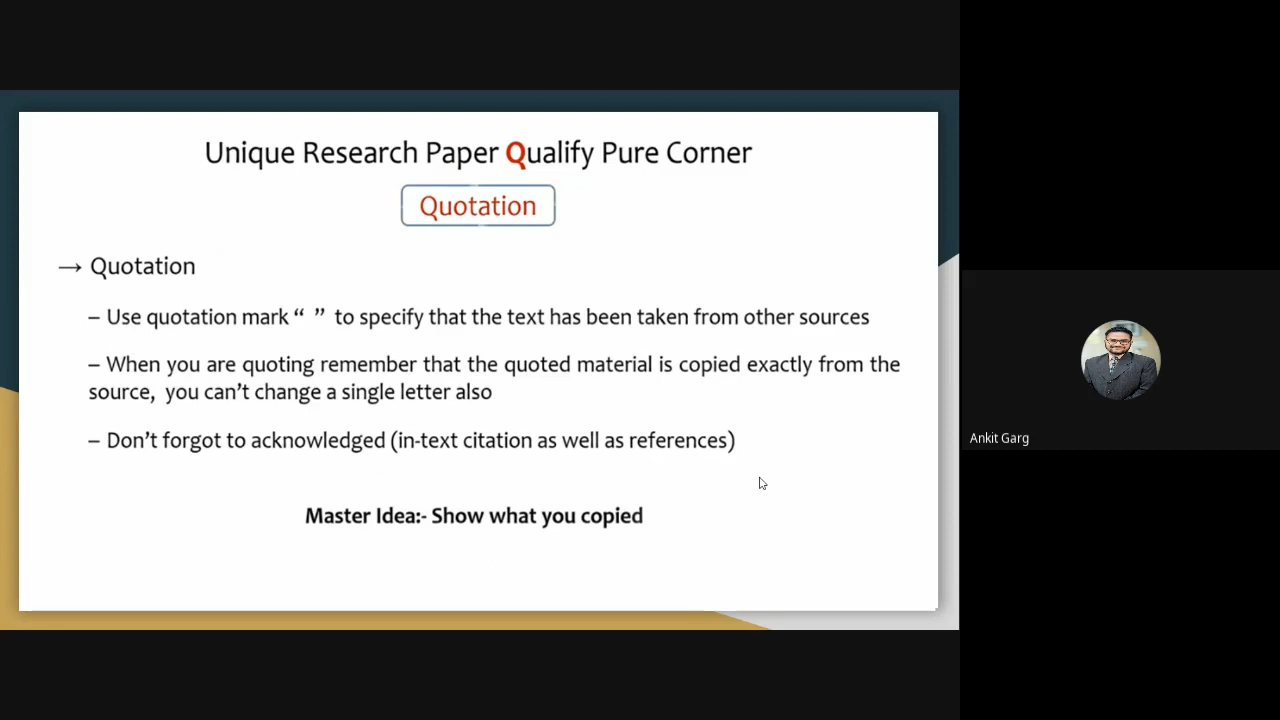 Unique Research Paper Qualify Pure Corner
Quotation
→ Quotation
– Use quotation mark “ ” to specify that the text has been taken from other sources
– When you are quoting remember that the quoted material is copied exactly from the
source, you can’t change a single letter also
– Don’t forgot to acknowledged (in-text citation as well as references)
Master Idea:- Show what you copied
Ankit Garg